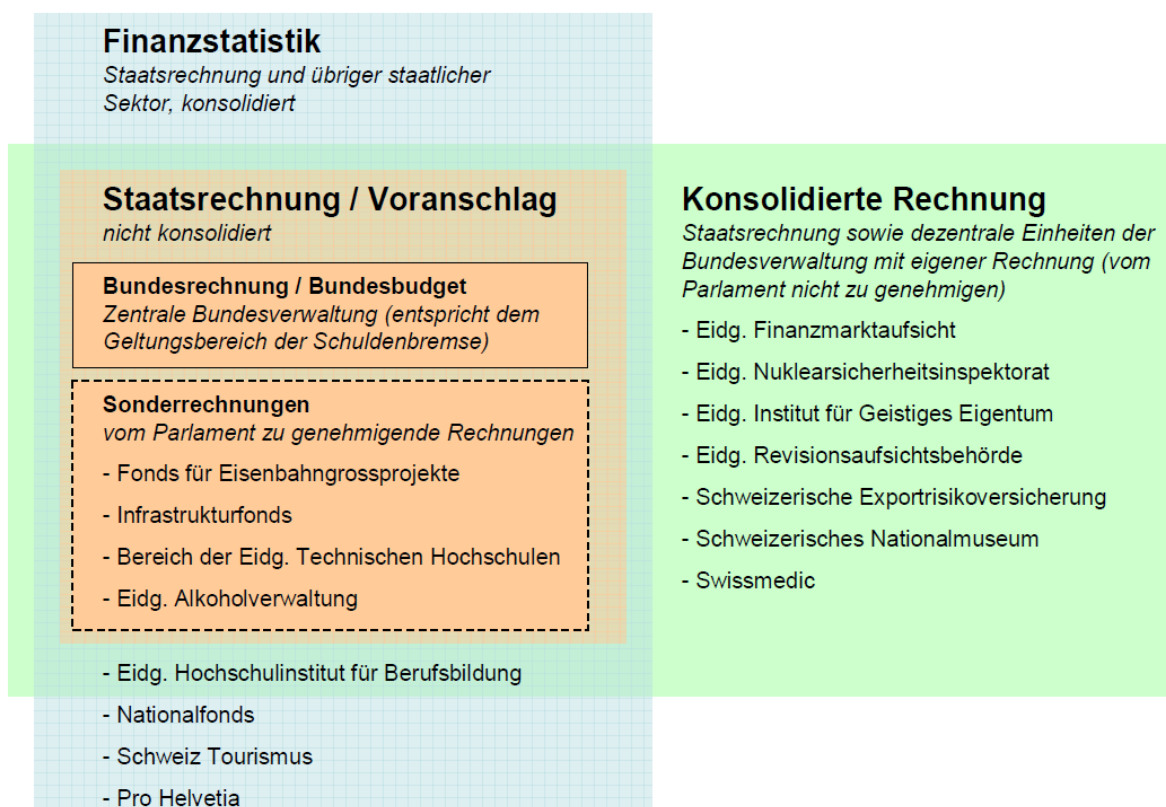 Finanzstatistik
Staatsrechnung und übriger staatlicher
Sektor, konsolidiert
Staatsrechnung / Voranschlag
nicht konsolidiert
Bundesrechnung / Bundesbudget
Zentrale Bundesverwaltung (entspricht dem
Geltungsbereich der Schuldenbremse)
Sonderrechnungen
vom Parlament zu genehmigende Rechnungen
- Fonds für Eisenbahngrossprojekte
- Infrastrukturfonds
- Bereich der Eidg. Technischen Hochschulen
- Eidg. Alkoholverwaltung
- Eidg. Hochschulinstitut für Berufsbildung
- Nationalfonds
- Schweiz Tourismus
- Pro Helvetia
Konsolidierte Rechnung
Staatsrechnung sowie dezentrale Einheiten der
Bundesverwaltung mit eigener Rechnung (vom
Parlament nicht zu genehmigen)
- Eidg. Finanzmarktaufsicht
- Eidg. Nuklearsicherheitsinspektorat
- Eidg. Institut für Geistiges Eigentum
- Eidg. Revisionsaufsichtsbehörde
- Schweizerische Exportrisikoversicherung
- Schweizerisches Nationalmuseum
- Swissmedic